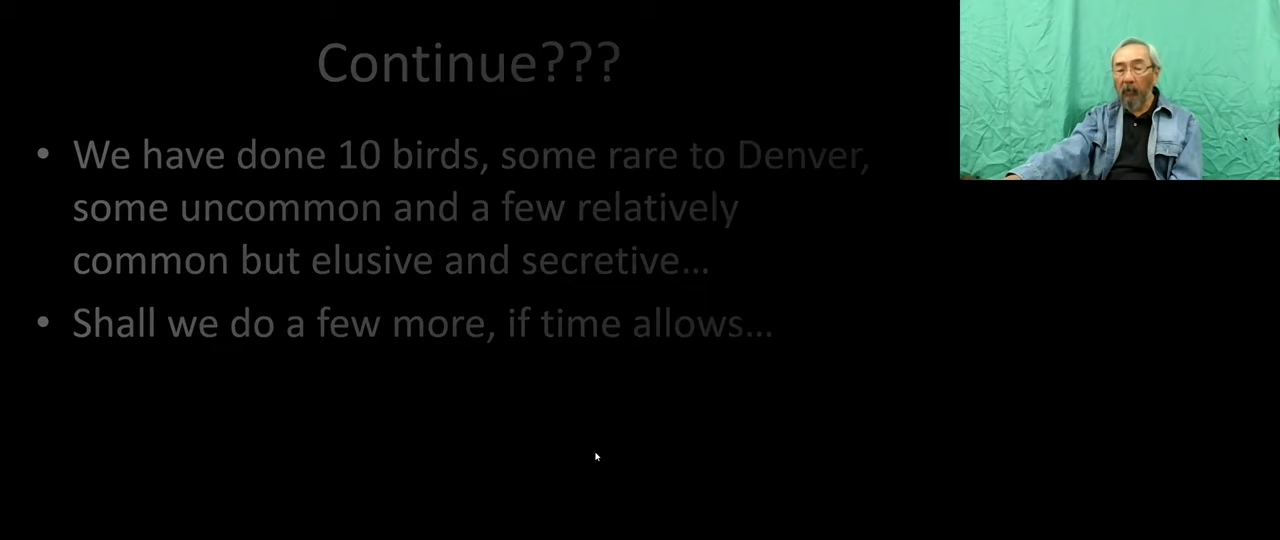 Continue???
• We have done 10 birds, some rare to Denver,
some uncommon and a few relatively
common but elusive and secretive...
• Shall we do a few more, if time allows...